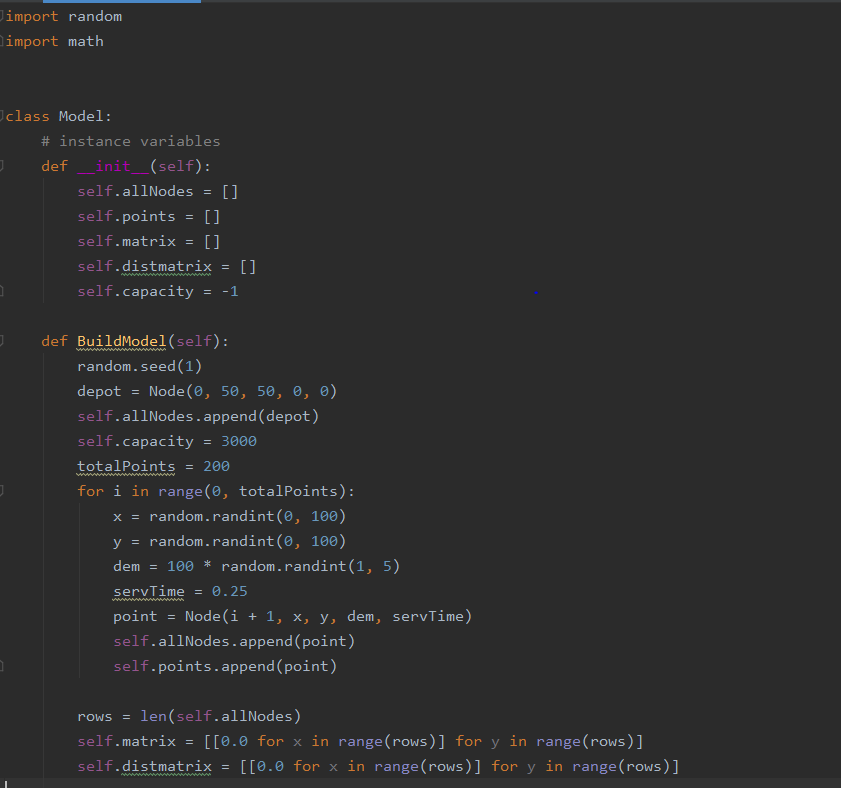 import random
import math
class Model:
    # instance variables
    def __init__(self):
        self.allNodes = []
        self.points = []
        self.matrix = []
        self.distmatrix = []
        self.capacity = -1
    def BuildModel(self):
        random.seed(1)
        depot = Node(0, 50, 50, 0, 0)
        self.allNodes.append(depot)
        self.capacity = 3000
        totalPoints = 200
        for i in range(0, totalPoints):
            x = random.randint(0, 100)
            y = random.randint(0, 100)
            dem = 100 * random.randint(1, 5)
            servTime = 0.25
            point = Node(i + 1, x, y, dem, servTime)
            self.allNodes.append(point)
            self.points.append(point)
        rows = len(self.allNodes)
        self.matrix = [[0.0 for x in range(rows)] for y in range(rows)]
        self.distmatrix = [[0.0 for x in range(rows)] for y in range(rows)]